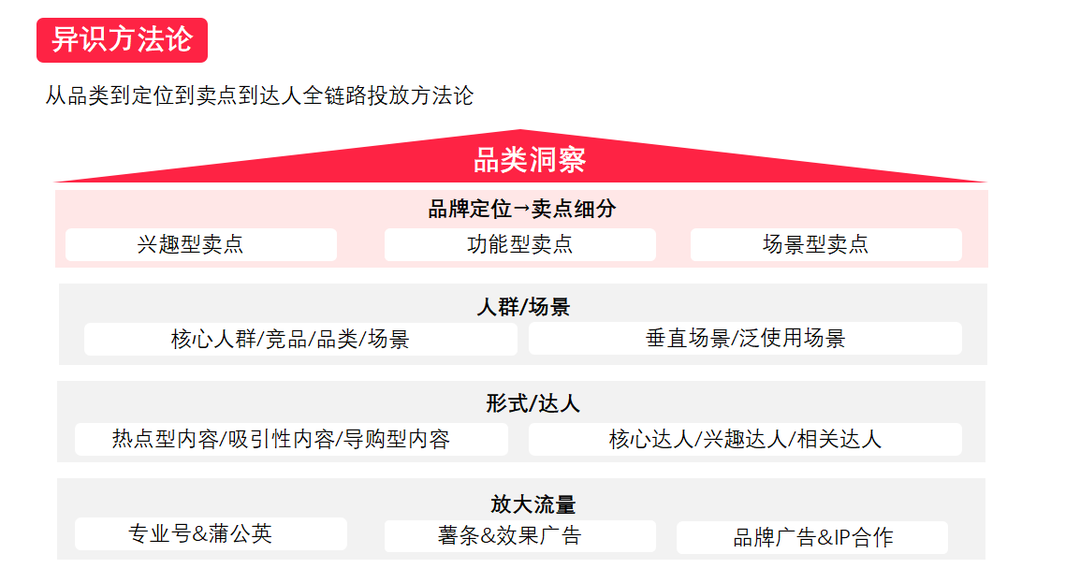 异识方法论
从品类到定位到卖点到达人全链路投放方法论
品类洞察
品牌定位→卖点细分
兴趣型卖点
功能型卖点
场景型卖点
人群/场景
核心人群/竞品/品类/场景
垂直场景/泛使用场景
形式/达人
热点型内容/吸引性内容/导购型内容
核心达人/兴趣达人/相关达人
放大流量
专业号&蒲公英
薯条&效果广告
品牌广告&IP合作